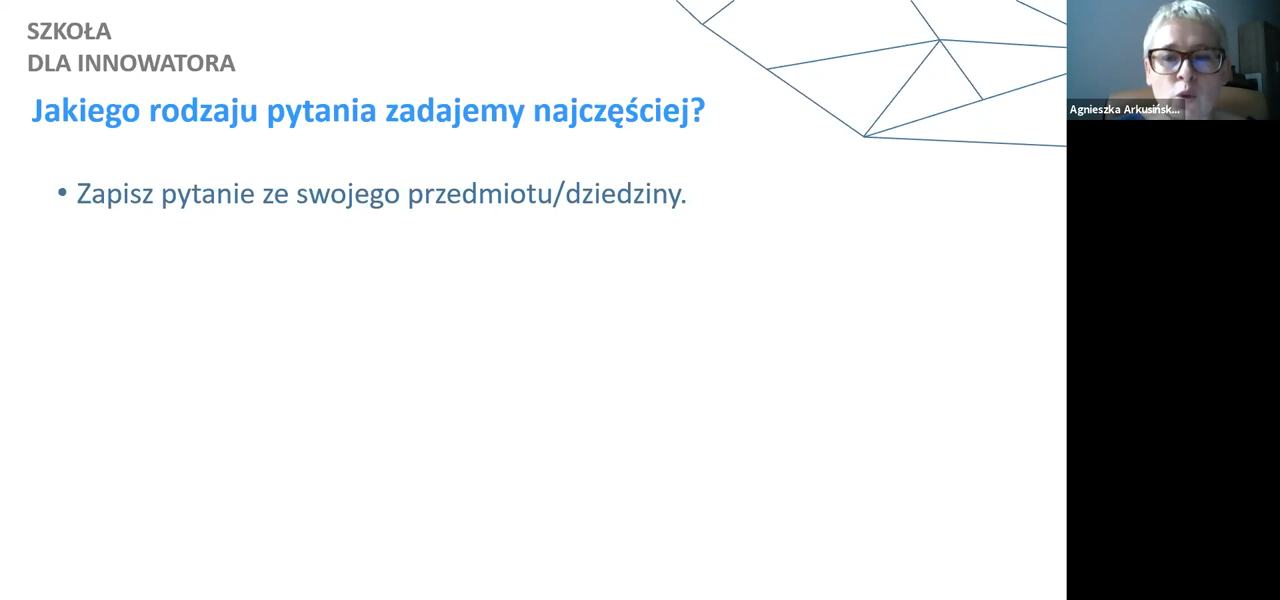 SZKOŁA
DLA INNOWATORA
Jakiego rodzaju pytania zadajemy najczęściej?
• Zapisz pytanie ze swojego przedmiotu/dziedziny.
Agnieszka Arkusińsk...